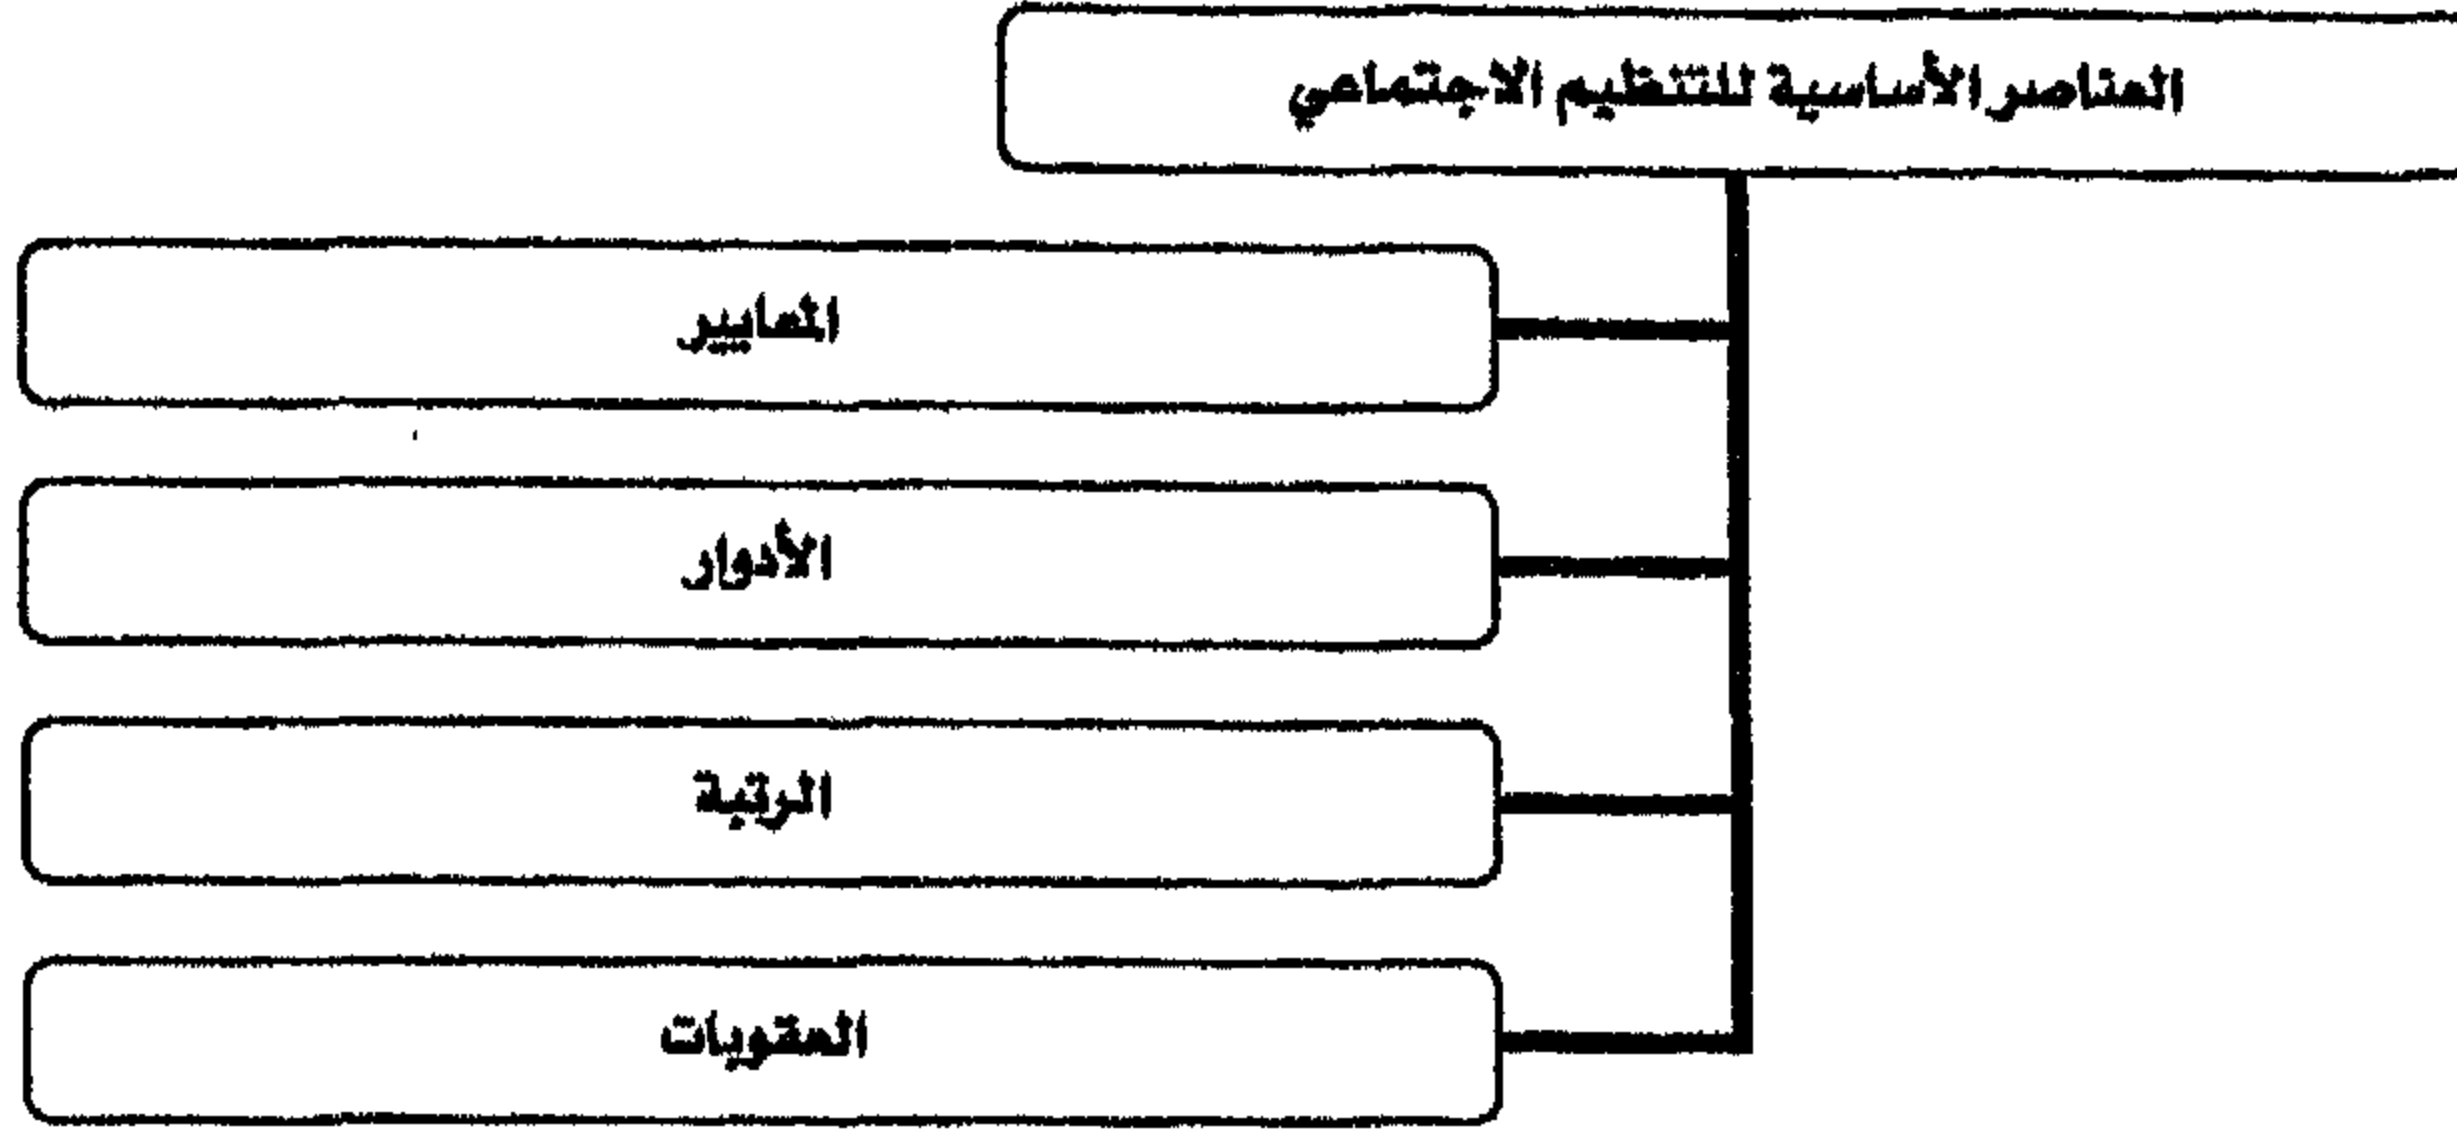 العناصر الأساسية للتنظيم الاجتماعي
المعايير
الأدوار
الرتبة
العقوبات